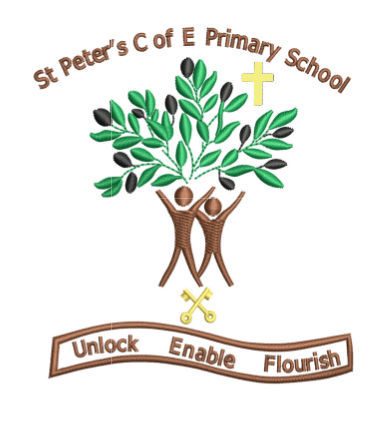 St Peter's C of E Primary School
Unlock Enable Flourish